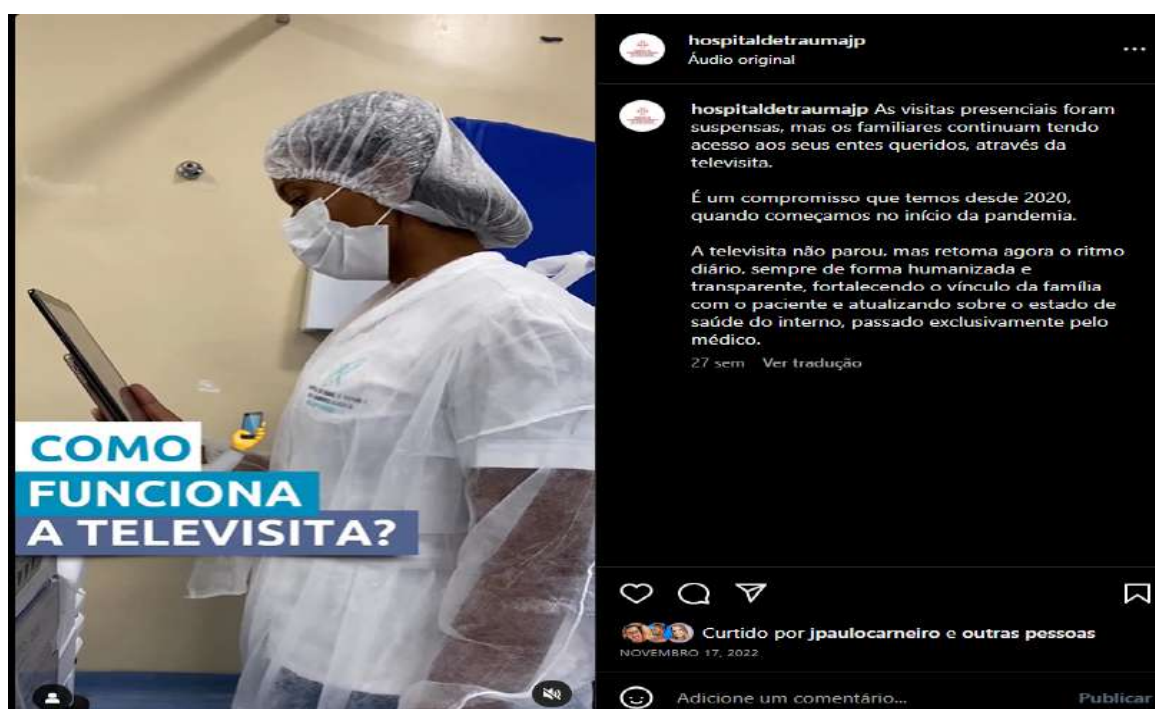 hospitaldetraumajp
Áudio original
hospitaldetraumajp As visitas presenciais foram
suspensas, mas os familiares continuam tendo
acesso aos seus entes queridos, através da
televisita.
É um compromisso que temos desde 2020,
quando começamos no início da pandemia.
A televisita não parou, mas retoma agora o ritmo
diário, sempre de forma humanizada e
transparente, fortalecendo o vínculo da família
com o paciente e atualizando sobre o estado de
saúde do interno, passado exclusivamente pelo
médico.
27 sem Ver tradução
COMO
FUNCIONA
A TELEVISITA?
Curtido por jpaulocarneiro e outras pessoas
NOVEMBRO 17, 2022
Adicione um comentário... Publicar